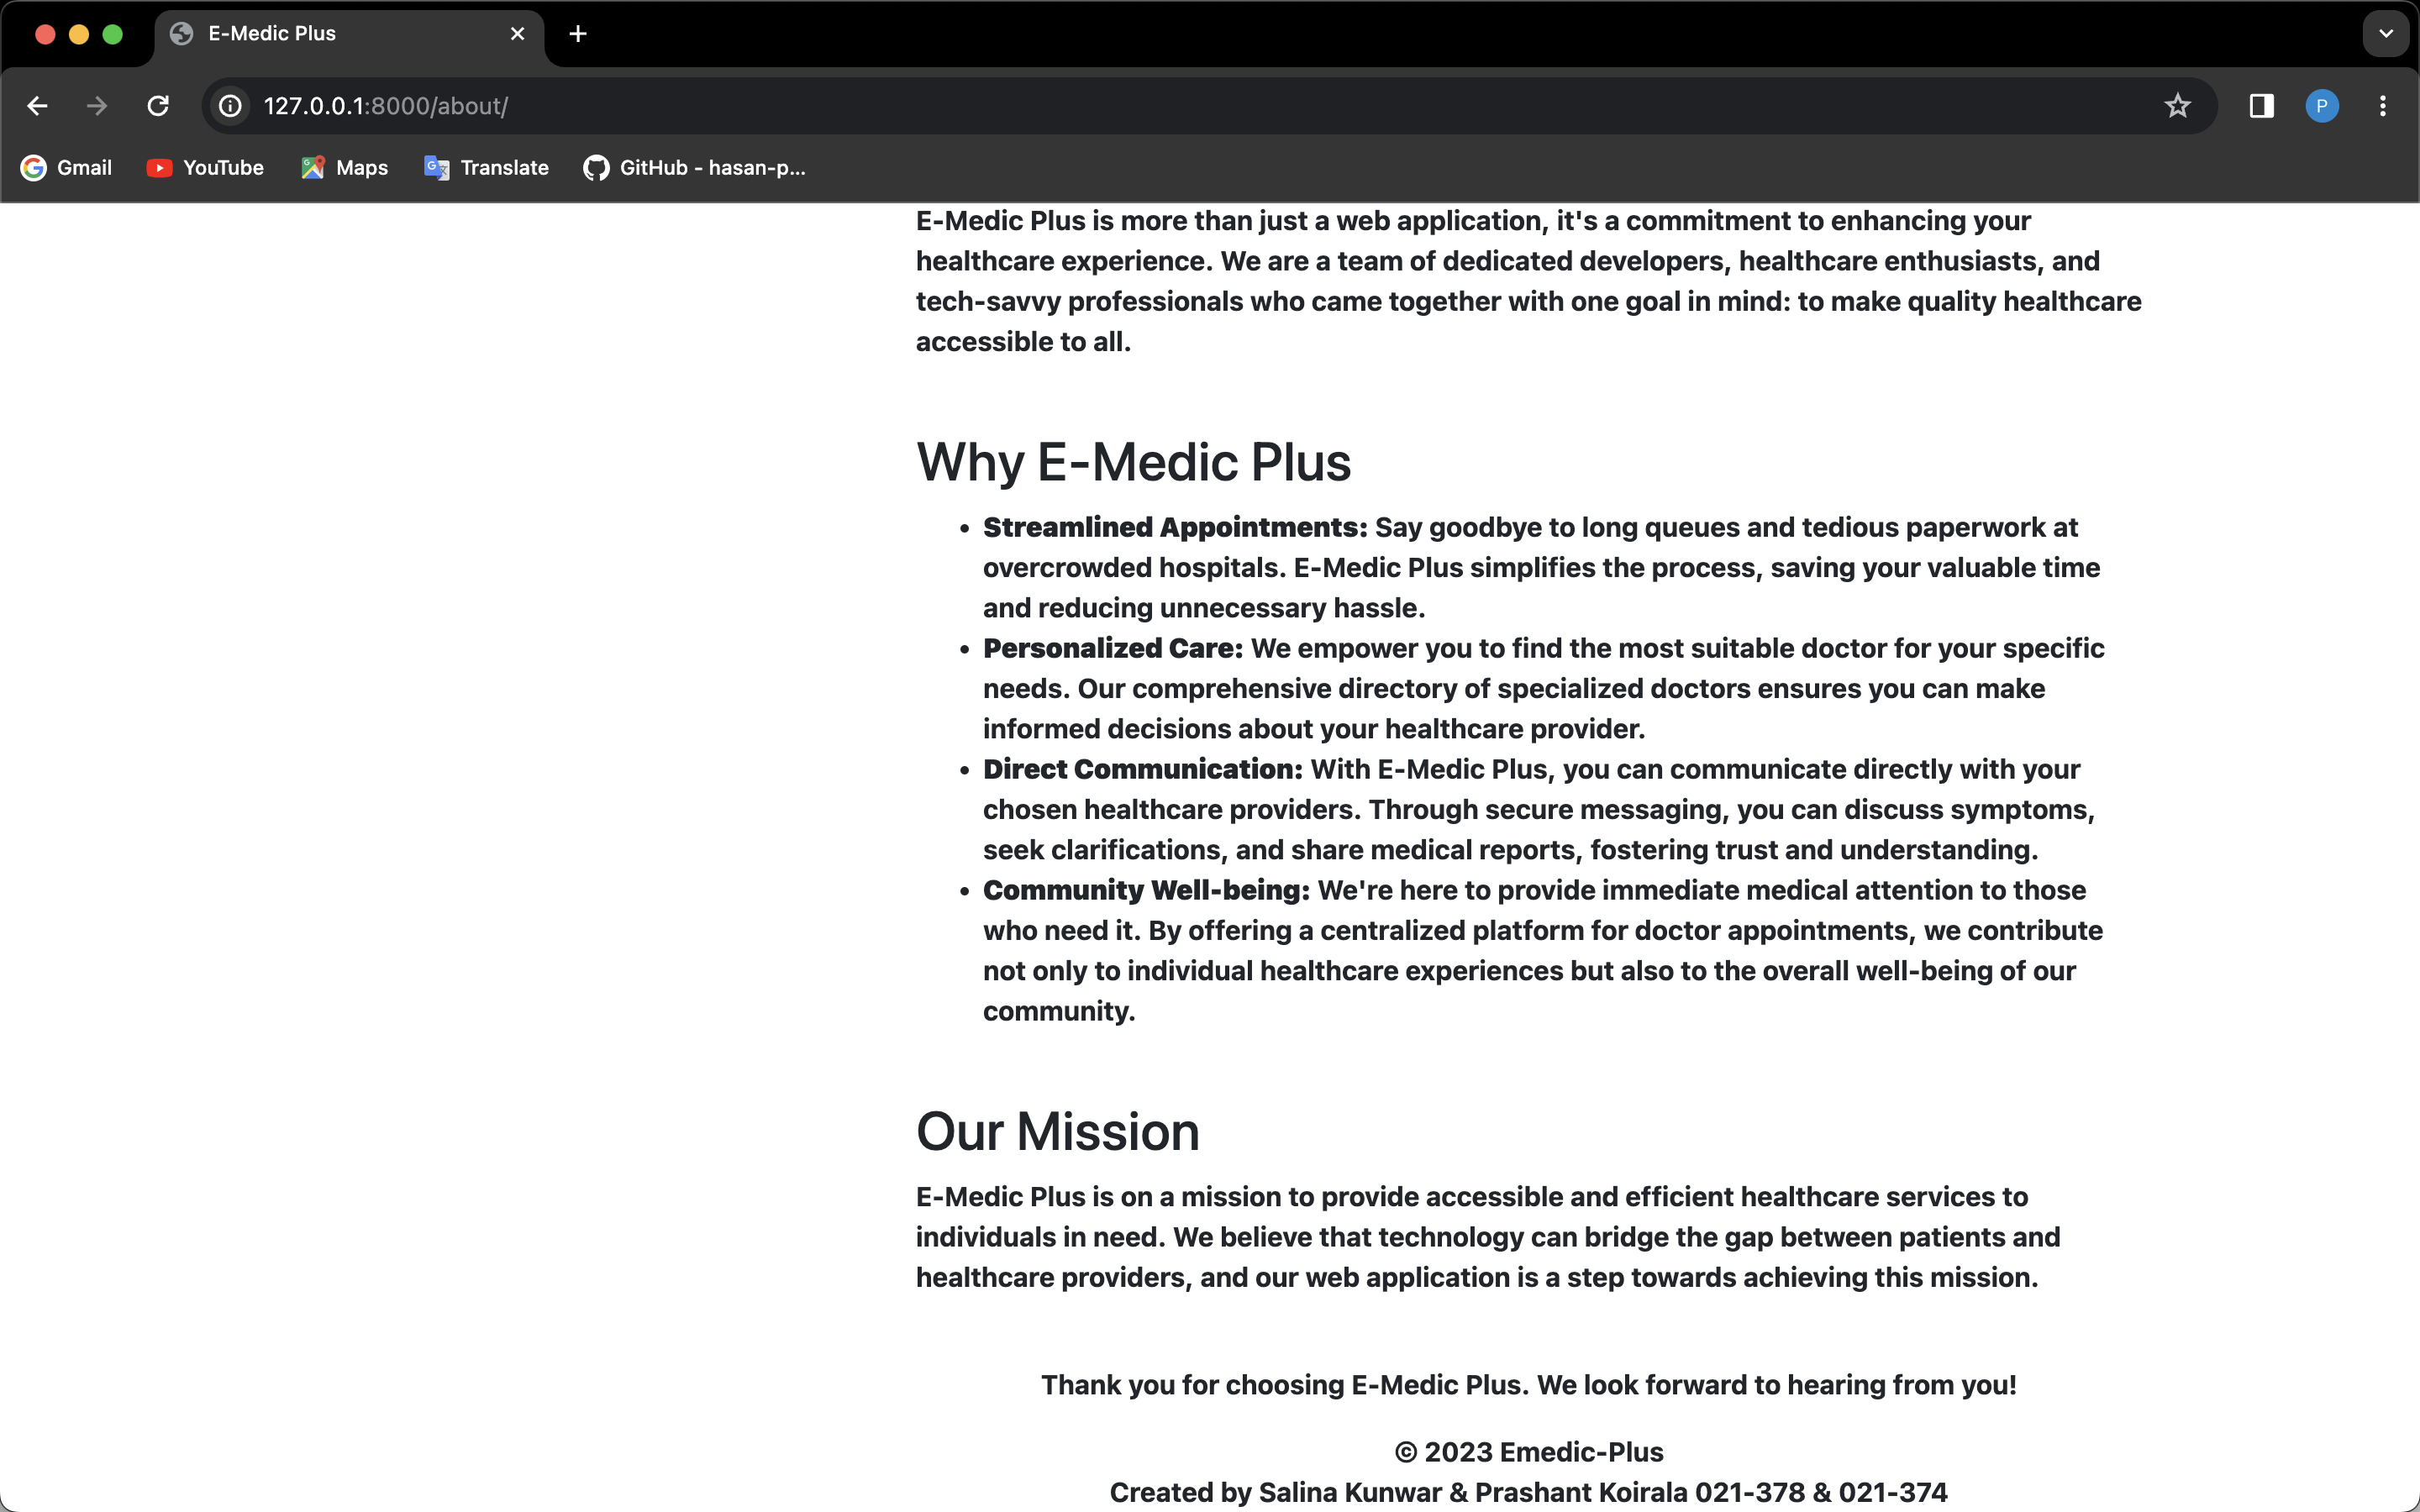 E-Medic Plus
127.0.0.1:8000/about/
Gmail YouTube Maps Translate GitHub - hasan-p...
P
E-Medic Plus is more than just a web application, it's a commitment to enhancing your
healthcare experience. We are a team of dedicated developers, healthcare enthusiasts, and
tech-savvy professionals who came together with one goal in mind: to make quality healthcare
accessible to all.
Why E-Medic Plus
• Streamlined Appointments: Say goodbye to long queues and tedious paperwork at
overcrowded hospitals. E-Medic Plus simplifies the process, saving your valuable time
and reducing unnecessary hassle.
• Personalized Care: We empower you to find the most suitable doctor for your specific
needs. Our comprehensive directory of specialized doctors ensures you can make
informed decisions about your healthcare provider.
• Direct Communication: With E-Medic Plus, you can communicate directly with your
chosen healthcare providers. Through secure messaging, you can discuss symptoms,
seek clarifications, and share medical reports, fostering trust and understanding.
• Community Well-being: We're here to provide immediate medical attention to those
who need it. By offering a centralized platform for doctor appointments, we contribute
not only to individual healthcare experiences but also to the overall well-being of our
community.
Our Mission
E-Medic Plus is on a mission to provide accessible and efficient healthcare services to
individuals in need. We believe that technology can bridge the gap between patients and
healthcare providers, and our web application is a step towards achieving this mission.
Thank you for choosing E-Medic Plus. We look forward to hearing from you!
© 2023 Emedic-Plus
Created by Salina Kunwar & Prashant Koirala 021-378 & 021-374